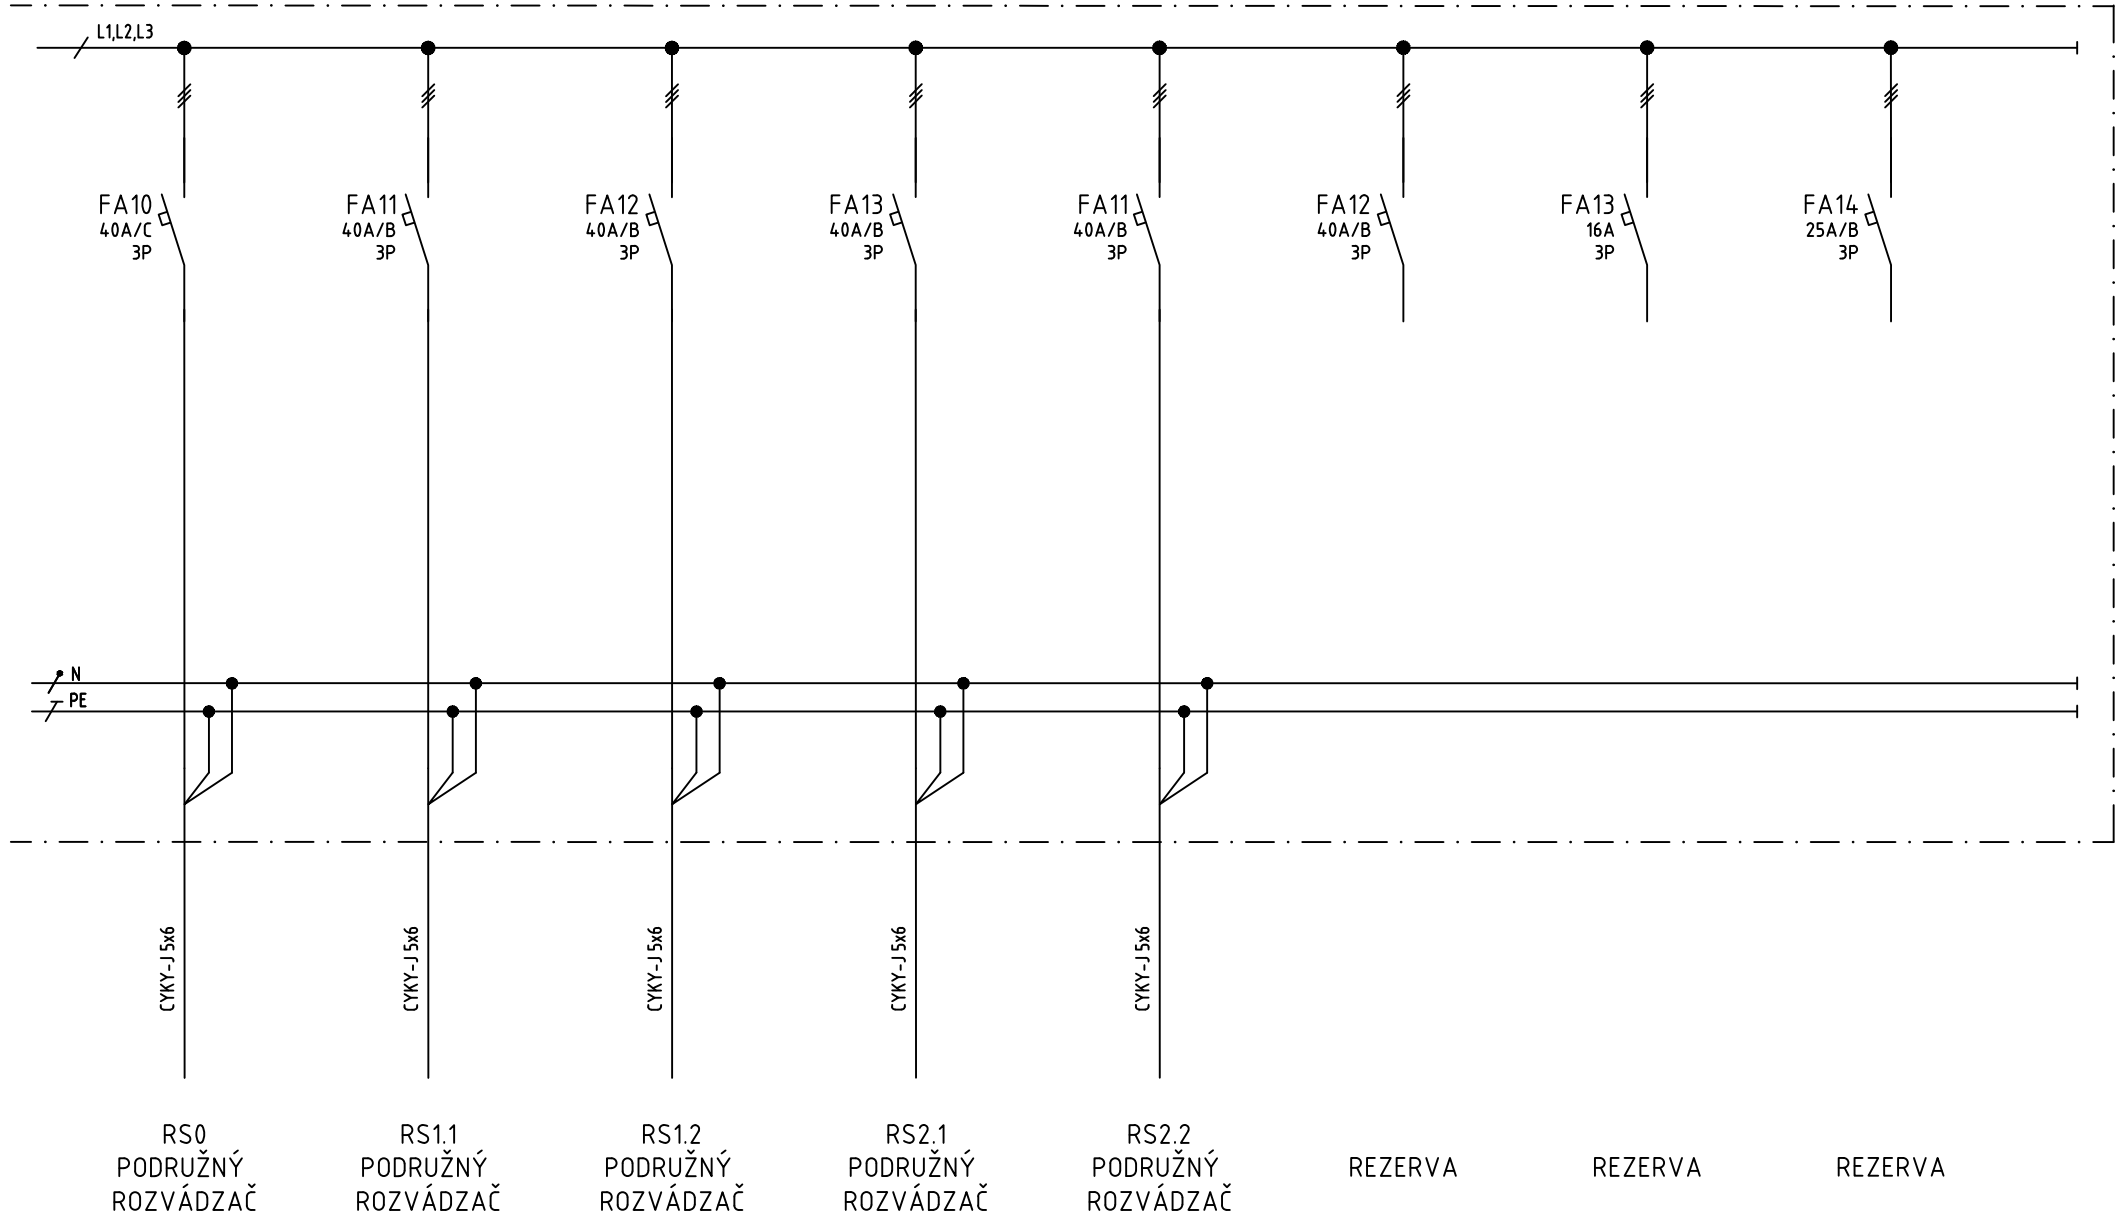 L1,L2,L3
FA10
40A/C
3P
FA11
40A/B
3P
FA12
40A/B
3P
FA13
40A/B
3P
FA11
40A/B
3P
FA12
40A/B
3P
FA13
16A
3P
FA14
25A/B
3P
N
PE
CYKY-J 5x6
CYKY-J 5x6
CYKY-J 5x6
CYKY-J 5x6
CYKY-J 5x6
RS0
PODRUŽNÝ
ROZVÁDZAČ
RS1.1
PODRUŽNÝ
ROZVÁDZAČ
RS1.2
PODRUŽNÝ
ROZVÁDZAČ
RS2.1
PODRUŽNÝ
ROZVÁDZAČ
RS2.2
PODRUŽNÝ
ROZVÁDZAČ
REZERVA
REZERVA
REZERVA